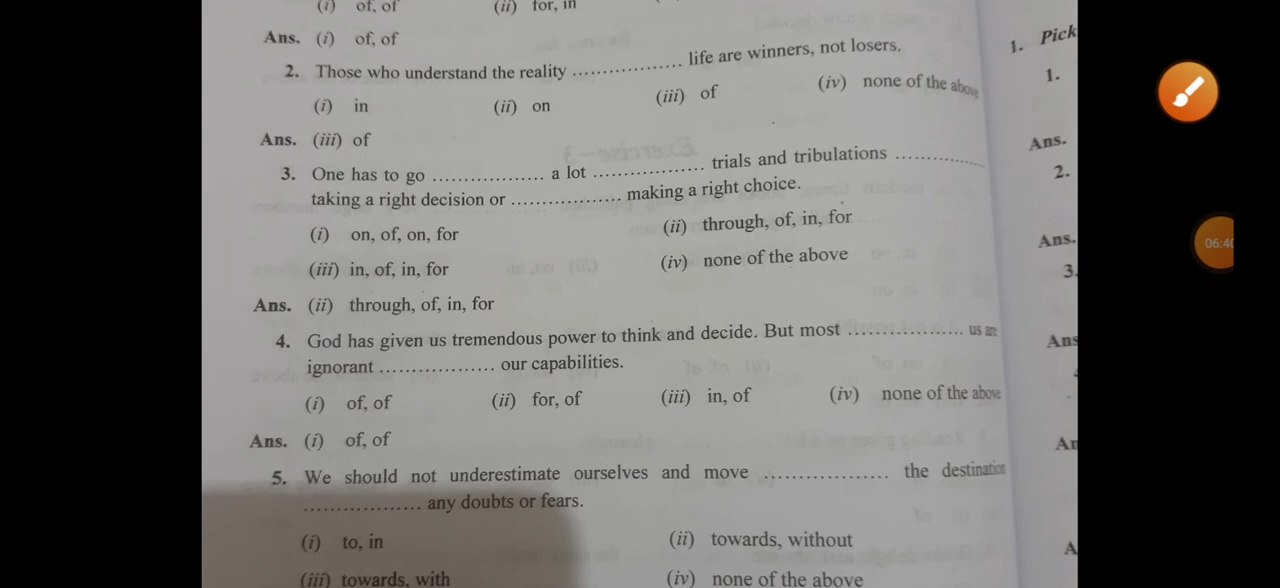 (i) of, of (ii) for, in
Ans. (i) of, of
2. Those who understand the reality .................. life are winners, not losers.
(i) in (ii) on (iii) of (iv) none of the above
Ans. (iii) of
3. One has to go .................. a lot .................. trials and tribulations ..................
taking a right decision or .................. making a right choice.
(i) on, of, on, for (ii) through, of, in, for
(iii) in, of, in, for (iv) none of the above
Ans. (ii) through, of, in, for
4. God has given us tremendous power to think and decide. But most .................. us are
ignorant .................. our capabilities.
(i) of, of (ii) for, of (iii) in, of (iv) none of the above
Ans. (i) of, of
5. We should not underestimate ourselves and move .................. the destination
.................. any doubts or fears.
(i) to, in (ii) towards, without
(iii) towards, with (iv) none of the above
1. Pick
1.
Ans.
2.
Ans.
3.
Ans
06:40